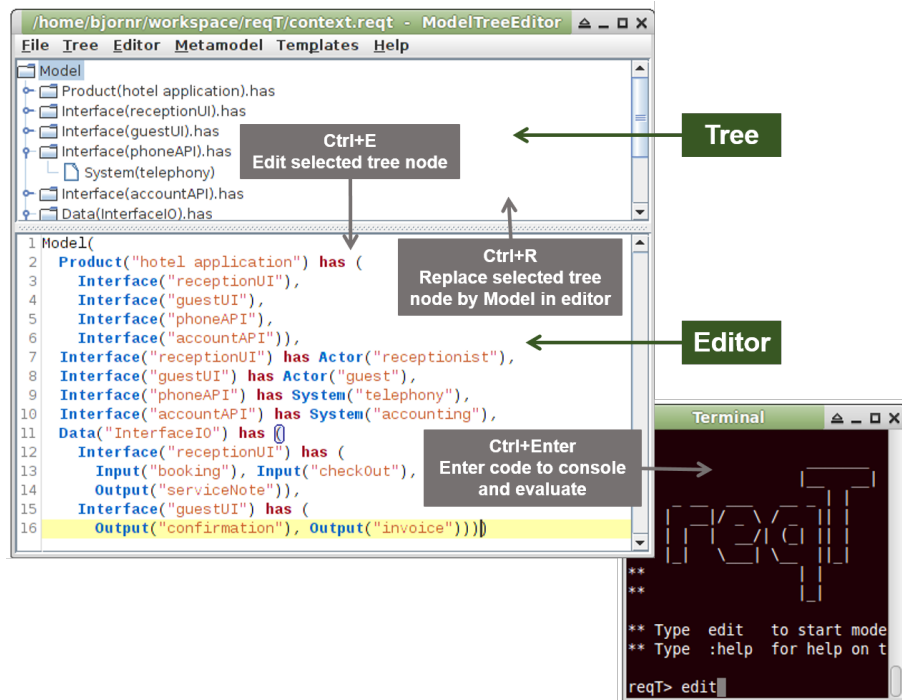 /home/bjornr/workspace/reqT/context.reqt - ModelTreeEditor
File Tree Editor Metamodel Templates Help
Model
Product(hotel application).has
Interface(receptionUI).has
Interface(guestUI).has
Interface(phoneAPI).has
System(telephony)
Interface(accountAPI).has
Data(InterfaceIO).has
Ctrl+E
Edit selected tree node
Tree
Ctrl+R
Replace selected tree
node by Model in editor
1 Model(
2 Product("hotel application") has (
3 Interface("receptionUI"),
4 Interface("guestUI"),
5 Interface("phoneAPI"),
6 Interface("accountAPI")),
7 Interface("receptionUI") has Actor("receptionist"),
8 Interface("guestUI") has Actor("guest"),
9 Interface("phoneAPI") has System("telephony"),
10 Interface("accountAPI") has System("accounting"),
11 Data("InterfaceIO") has (
12 Interface("receptionUI") has (
13 Input("booking"), Input("checkOut"),
14 Output("serviceNote")),
15 Interface("guestUI") has (
16 Output("confirmation"), Output("invoice"))))
Editor
Ctrl+Enter
Enter code to console
and evaluate
Terminal
reqT
**
**
** Type edit to start mode
** Type :help for help on t
reqT> edit